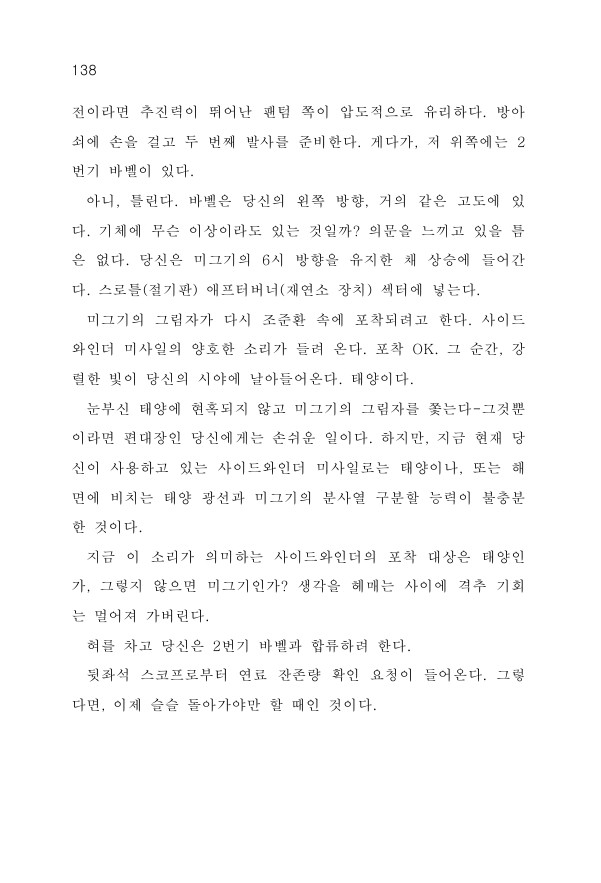 138
전이라면 추진력이 뛰어난 팬텀 쪽이 압도적으로 유리하다. 방아
쇠에 손을 걸고 두 번째 발사를 준비한다. 게다가, 저 위쪽에는 2
번기 바벨이 있다.
아니, 틀린다. 바벨은 당신의 왼쪽 방향, 거의 같은 고도에 있
다. 기체에 무슨 이상이라도 있는 것일까? 의문을 느끼고 있을 틈
은 없다. 당신은 미그기의 6시 방향을 유지한 채 상승에 들어간
다. 스로틀(절기판) 애프터버너(재연소 장치) 섹터에 넣는다.
미그기의 그림자가 다시 조준환 속에 포착되려고 한다. 사이드
와인더 미사일의 양호한 소리가 들려 온다. 포착 OK. 그 순간, 강
렬한 빛이 당신의 시야에 날아들어온다. 태양이다.
눈부신 태양에 현혹되지 않고 미그기의 그림자를 쫓는다-그것뿐
이라면 편대장인 당신에게는 손쉬운 일이다. 하지만, 지금 현재 당
신이 사용하고 있는 사이드와인더 미사일로는 태양이나, 또는 해
면에 비치는 태양 광선과 미그기의 분사열 구분할 능력이 불충분
한 것이다.
지금 이 소리가 의미하는 사이드와인더의 포착 대상은 태양인
가, 그렇지 않으면 미그기인가? 생각을 헤매는 사이에 격추 기회
는 멀어져 가버린다.
혀를 차고 당신은 2번기 바벨과 합류하려 한다.
뒷좌석 스코프로부터 연료 잔존량 확인 요청이 들어온다. 그렇
다면, 이제 슬슬 돌아가야만 할 때인 것이다.